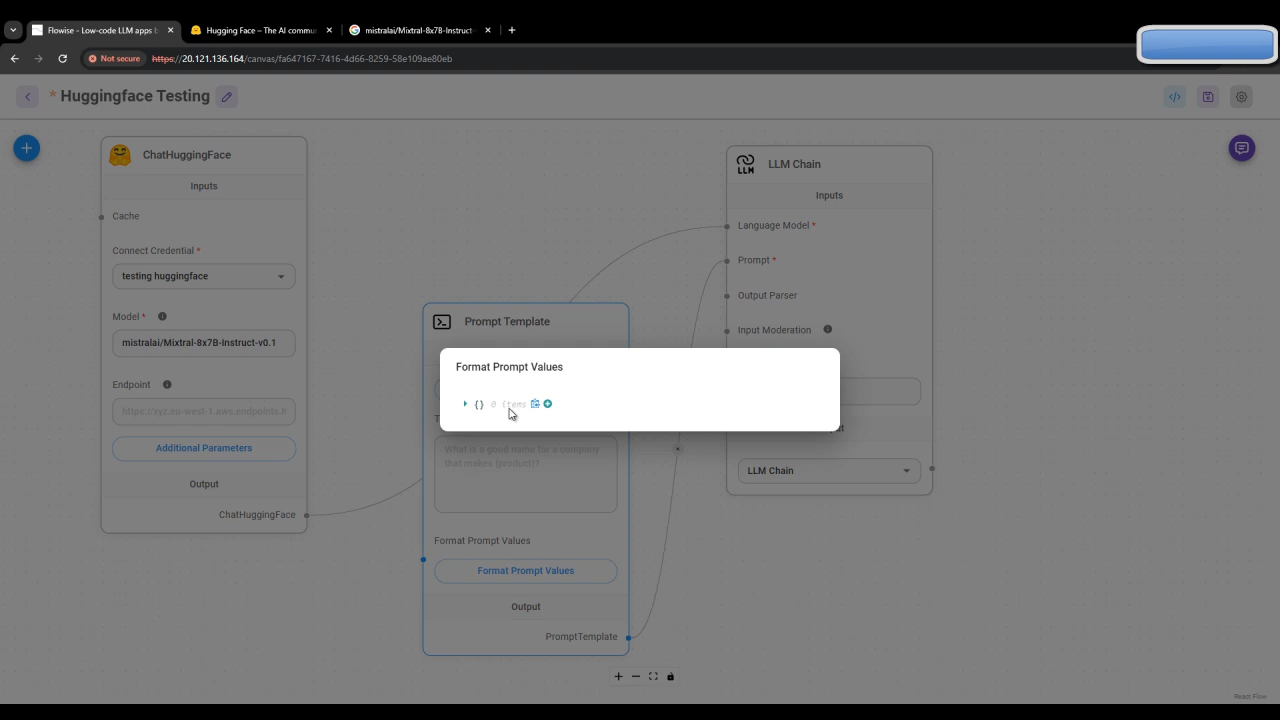 Flowise - Low-code LLM apps b
Hugging Face – The AI commu
mistralai/Mixtral-8x7B-Instruct-
Not secure
https://20.121.136.164/canvas/fa647167-7416-4d66-8259-58e109ae80eb
* Huggingface Testing
ChatHuggingFace
Inputs
Cache
Connect Credential *
testing huggingface
Model *
mistralai/Mixtral-8x7B-Instruct-v0.1
Endpoint
https://xyz.eu-west-1.aws.endpoints.h
Additional Parameters
Output
ChatHuggingFace
Prompt Template
Format Prompt Values
{} 0 items
What is a good name for a company
that makes {product}?
Format Prompt Values
Format Prompt Values
Output
PromptTemplate
LLM
LLM Chain
Inputs
Language Model *
Prompt *
Output Parser
Input Moderation
LLM Chain
React Flow